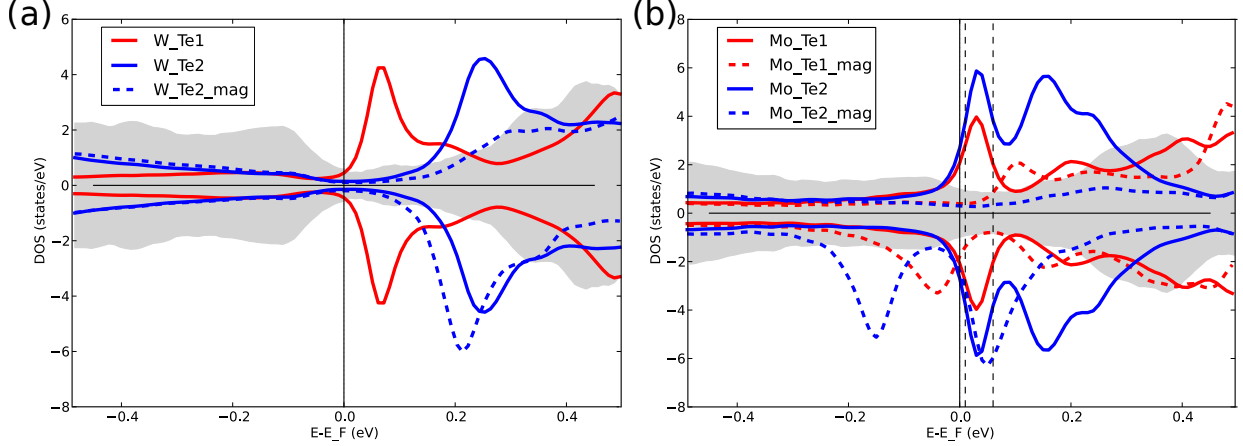 (a)
W_Te1
W_Te2
W_Te2_mag
DOS (states/eV)
6
4
2
0
−2
−4
−6
−8
−0.4
−0.2
0.0
0.2
0.4
E-E_F (eV)
(b)
Mo_Te1
Mo_Te1_mag
Mo_Te2
Mo_Te2_mag
DOS (states/eV)
8
6
4
2
0
−2
−4
−6
−8
−0.4
−0.2
0.0
0.2
0.4
E-E_F (eV)